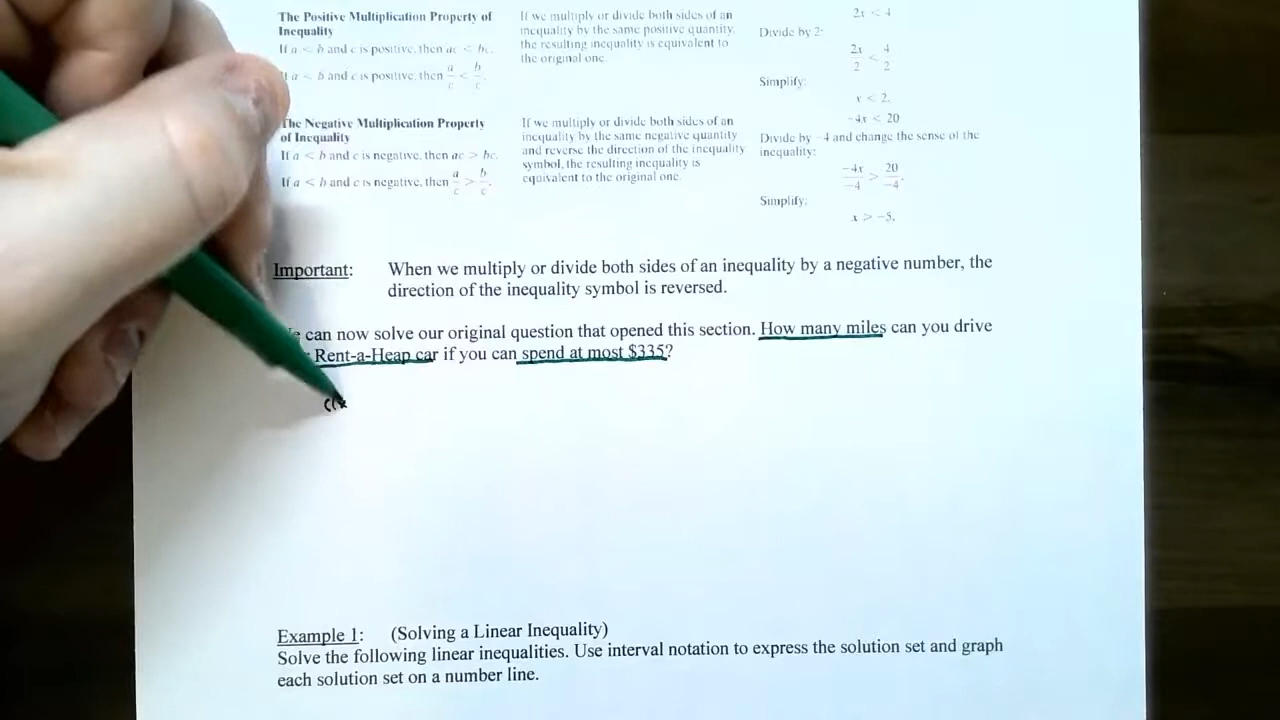 The Positive Multiplication Property of
Inequality
If a < b and c is positive, then ac < bc.
If a < b and c is positive, then a/c < b/c.
If we multiply or divide both sides of an
inequality by the same positive quantity,
the resulting inequality is equivalent to
the original one.
2x < 4
Divide by 2:
2x/2 < 4/2
Simplify:
x < 2.
The Negative Multiplication Property
of Inequality
If a < b and c is negative, then ac > bc.
If a < b and c is negative, then a/c > b/c.
If we multiply or divide both sides of an
inequality by the same negative quantity
and reverse the direction of the inequality
symbol, the resulting inequality is
equivalent to the original one.
-4x < 20
Divide by -4 and change the sense of the
inequality:
-4x/-4 > 20/-4.
Simplify:
x > -5.
Important: When we multiply or divide both sides of an inequality by a negative number, the
direction of the inequality symbol is reversed.
can now solve our original question that opened this section. How many miles can you drive
Rent-a-Heap car if you can spend at most $335?
Example 1: (Solving a Linear Inequality)
Solve the following linear inequalities. Use interval notation to express the solution set and graph
each solution set on a number line.